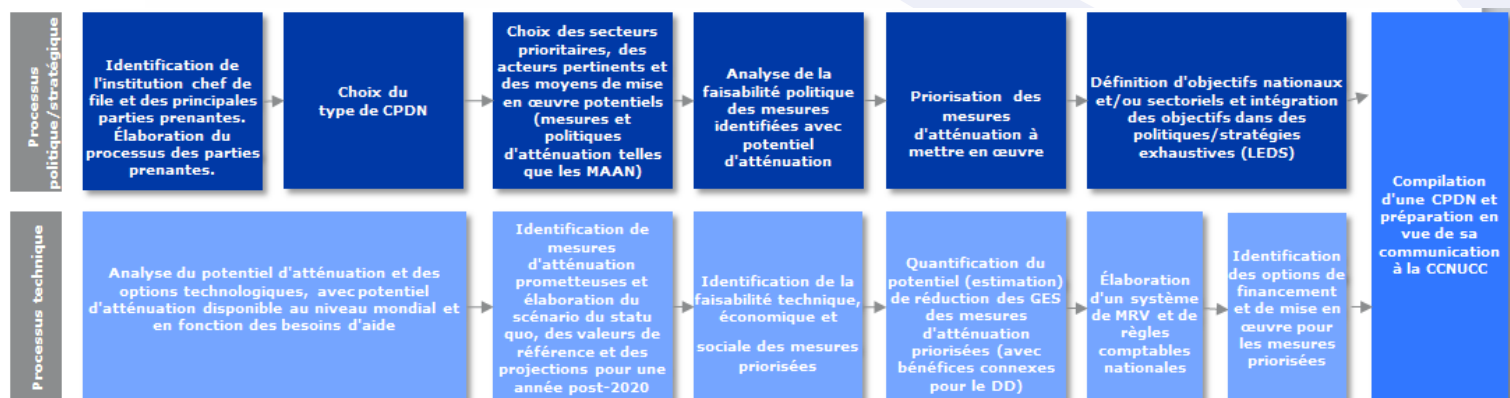 Processus
politique/stratégique
Identification de
l'institution chef de
file et des principales
parties prenantes.
Élaboration du
processus des parties
prenantes.
Choix du
type de CPDN
Choix des secteurs
prioritaires, des
acteurs pertinents et
des moyens de mise
en œuvre potentiels
(mesures et
politiques
d'atténuation telles
que les MAAN)
Analyse de la
faisabilité politique
des mesures
identifiées avec
potentiel
d'atténuation
Priorisation des
mesures
d'atténuation à
mettre en œuvre
Définition d'objectifs nationaux
et/ou sectoriels et intégration
des objectifs dans des
politiques/stratégies
exhaustives (LEDS)
Processus technique
Analyse du potentiel d'atténuation et des
options technologiques, avec potentiel
d'atténuation disponible au niveau mondial et
en fonction des besoins d'aide
Identification de
mesures
d'atténuation
prometteuses et
élaboration du
scénario du statu
quo, des valeurs de
référence et des
projections pour une
année post-2020
Identification de la
faisabilité technique,
économique et
sociale des mesures
priorisées
Quantification du
potentiel (estimation)
de réduction des GES
des mesures
d'atténuation
priorisées (avec
bénéfices connexes
pour le DD)
Élaboration
d'un système
de MRV et de
règles
comptables
nationales
Identification
des options de
financement
et de mise en
œuvre pour
les mesures
priorisées
Compilation
d'une CPDN et
préparation en
vue de sa
communication
à la CCNUCC